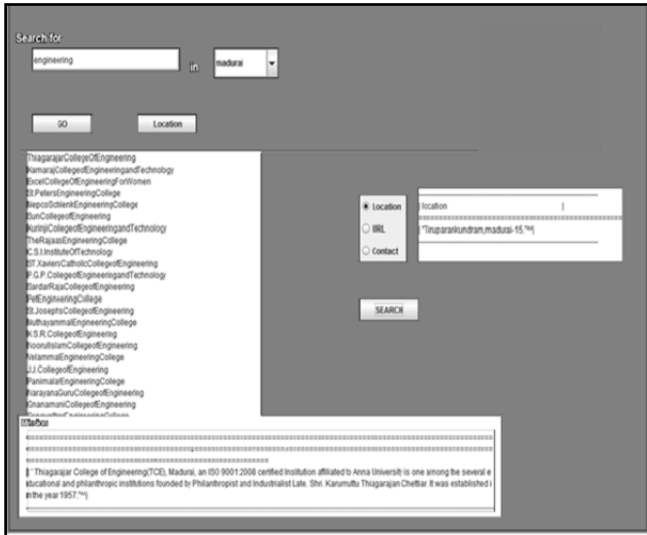 Search for
engineering
in
madurai
GO
Location
ThiagarajarCollegeOfEngineering
KamarajCollegeofEngineeringandTechnology
ExcelCollegeOfEngineeringForWomen
St.PetersEngineeringCollege
NepcoSchlenkEngineeringCollege
SunCollegeofEngineering
KurinjiCollegeofEngineeringandTechnology
TheRajaasEngineeringCollege
C.S.I.InstituteOfTechnology
ST.XaviersCatholicCollegeofEngineering
P.G.P.CollegeofEngineeringandTechnology
SardarRajaCollegeofEngineering
PetEngineeringCollege
St.JosephsCollegeofEngineering
MuthayammalEngineeringCollege
K.S.R.CollegeofEngineering
NoorulIslamCollegeofEngineering
VelammalEngineeringCollege
J.J.CollegeofEngineering
PanimalarEngineeringCollege
NarayanaGuruCollegeofEngineering
GnanamaniCollegeofEngineering
Location
URL
Contact
| location |
| "Tiruparankundram,madurai-15."^^|
SEARCH
| " Thiagarajar College of Engineering(TCE), Madurai, an ISO 9001:2008 certified Institution affiliated to Anna University is one among the several e
ducational and philanthropic institutions founded by Philanthropist and Industrialist Late. Shri. Karumuttu Thiagarajan Chettiar. It was established i
n the year 1957."^^|